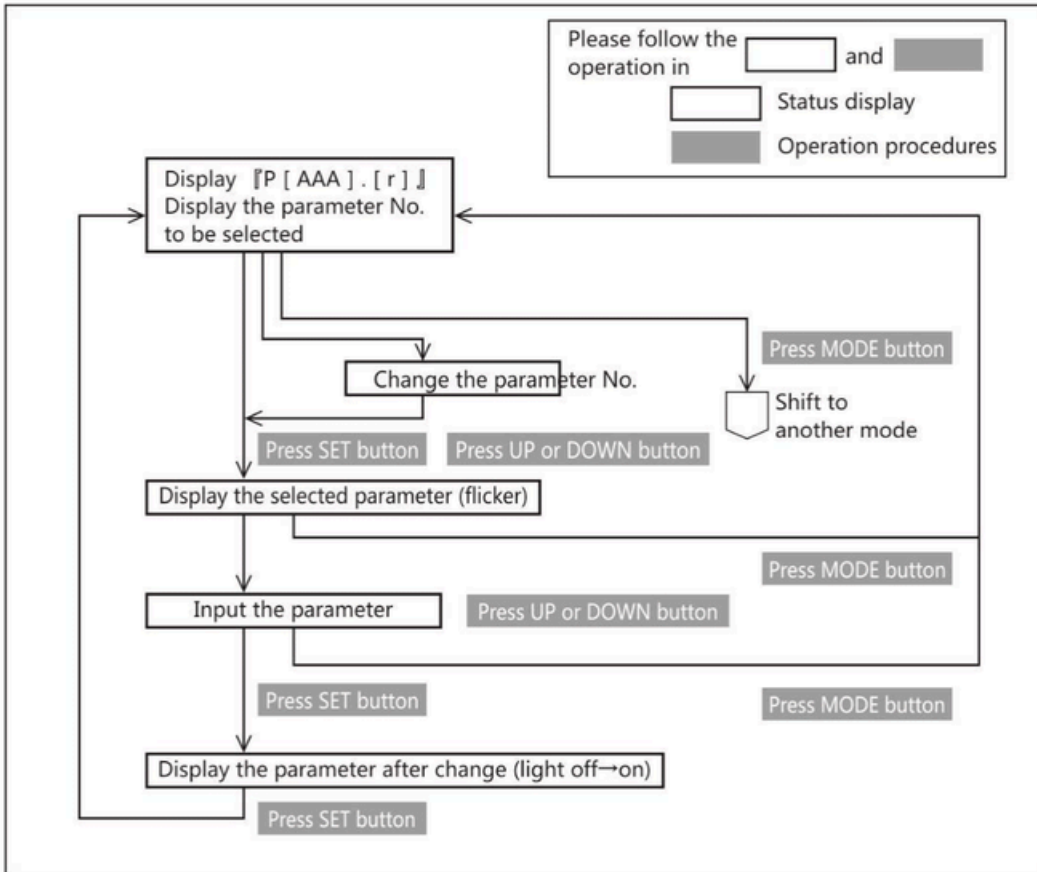 Please follow the
operation in and
Status display
Operation procedures
Display 『P [ AAA ] . [ r ] 』
Display the parameter No.
to be selected
Press MODE button
Change the parameter No.
Shift to
another mode
Press SET button
Press UP or DOWN button
Display the selected parameter (flicker)
Press MODE button
Input the parameter
Press UP or DOWN button
Press SET button
Press MODE button
Display the parameter after change (light off→on)
Press SET button